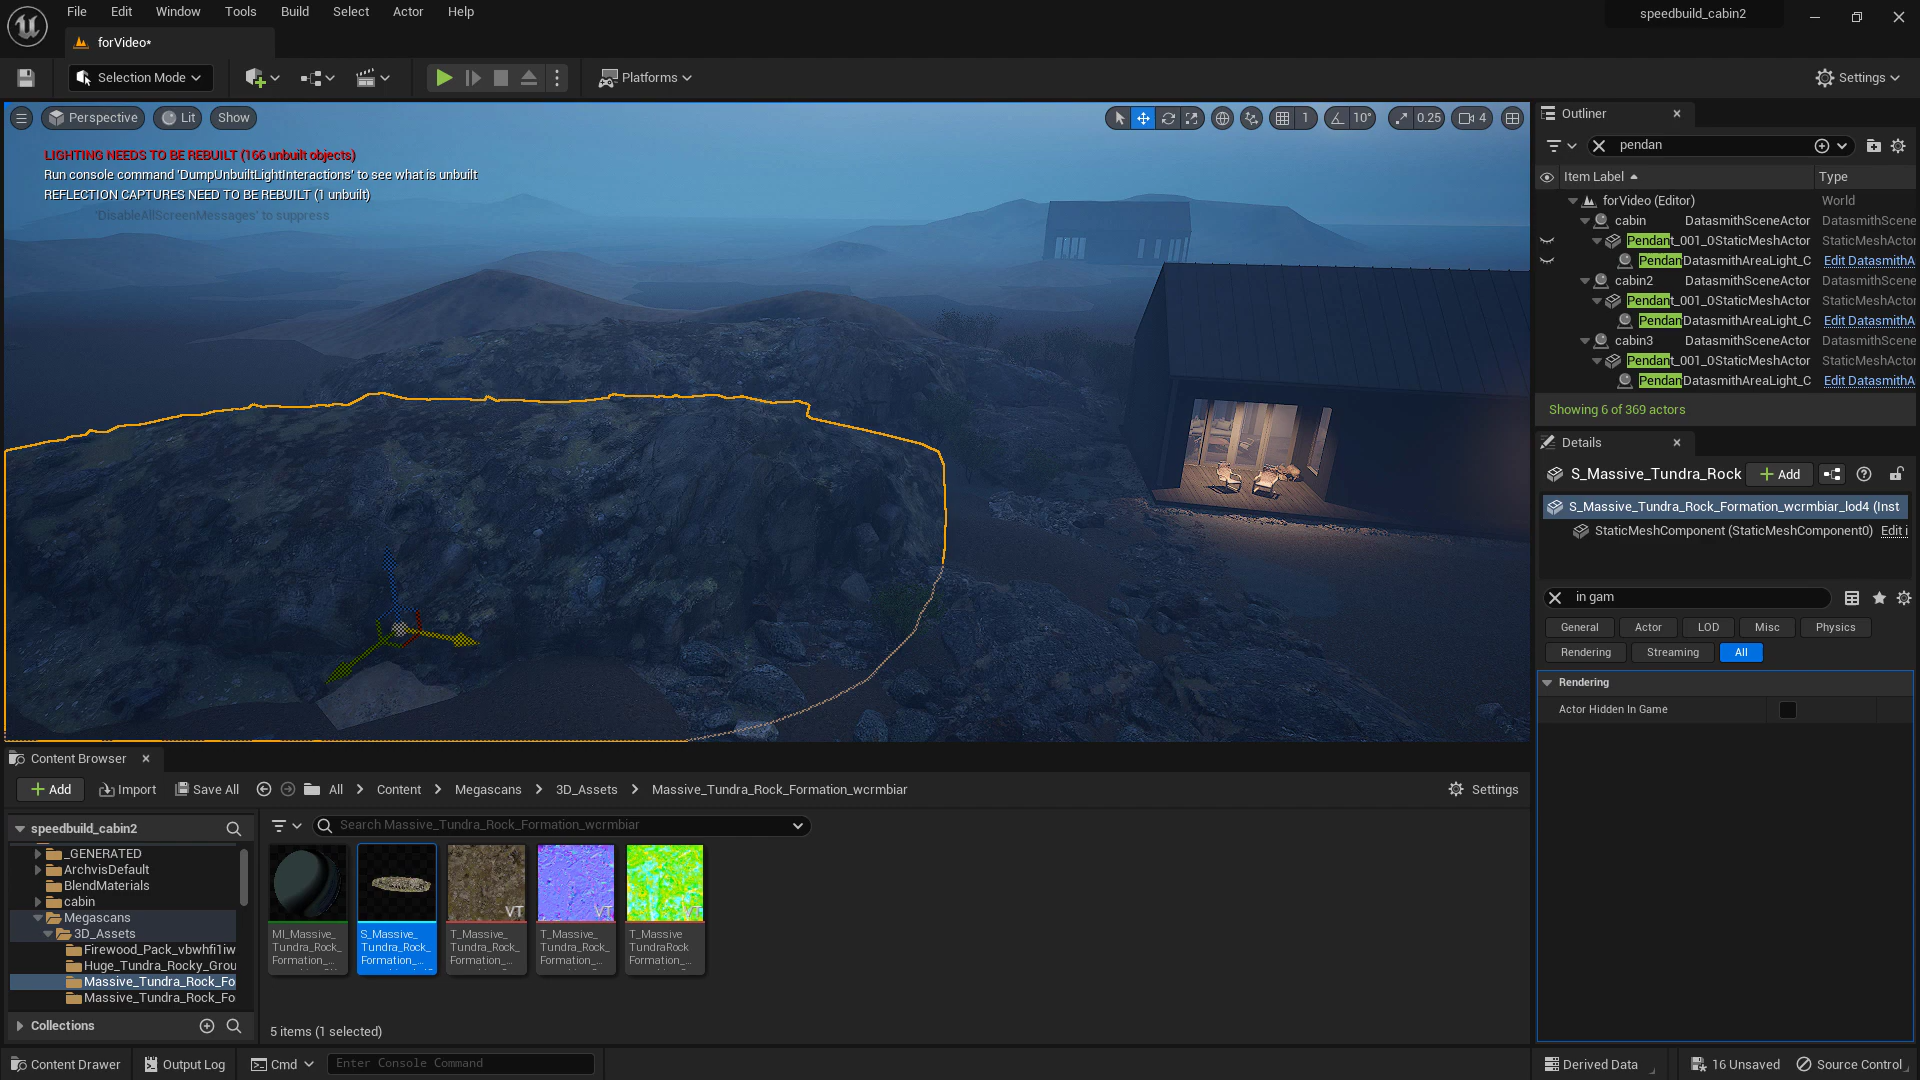 File Edit Window Tools Build Select Actor Help
speedbuild_cabin2
forVideo*
Selection Mode
Platforms
Settings
Perspective
Lit
Show
1
10°
0.25
4
LIGHTING NEEDS TO BE REBUILT (166 unbuilt objects)
Run console command 'DumpUnbuiltLightInteractions' to see what is unbuilt
REFLECTION CAPTURES NEED TO BE REBUILT (1 unbuilt)
'DisableAllScreenMessages' to suppress
Outliner
pendan
Item Label Type
forVideo (Editor) World
cabin DatasmithSceneActor DatasmithScene
Pendant_001_0StaticMeshActor StaticMeshActor
PendanDatasmithAreaLight_C Edit DatasmithA
cabin2 DatasmithSceneActor DatasmithScene
Pendant_001_0StaticMeshActor StaticMeshActor
PendanDatasmithAreaLight_C Edit DatasmithA
cabin3 DatasmithSceneActor DatasmithScene
Pendant_001_0StaticMeshActor StaticMeshActor
PendanDatasmithAreaLight_C Edit DatasmithA
Showing 6 of 369 actors
Details
S_Massive_Tundra_Rock
Add
S_Massive_Tundra_Rock_Formation_wcrmbiar_lod4 (Inst
StaticMeshComponent (StaticMeshComponent0) Edit i
in gam
General Actor LOD Misc Physics
Rendering Streaming All
Rendering
Actor Hidden In Game
Content Browser
Add Import Save All All Content Megascans 3D_Assets Massive_Tundra_Rock_Formation_wcrmbiar Settings
speedbuild_cabin2
_GENERATED
ArchvisDefault
BlendMaterials
cabin
Megascans
3D_Assets
Firewood_Pack_vbwhfi1iw
Huge_Tundra_Rocky_Grou
Massive_Tundra_Rock_Fo
Massive_Tundra_Rock_Fo
Collections
Search Massive_Tundra_Rock_Formation_wcrmbiar
VT
VT
VT
MI_Massive_
Tundra_Rock_
Formation_...
S_Massive_
Tundra_Rock_
Formation_...
T_Massive_
Tundra_Rock_
Formation_...
T_Massive_
Tundra_Rock_
Formation_...
T_Massive
TundraRock
Formation_...
5 items (1 selected)
Content Drawer Output Log Cmd Enter Console Command Derived Data 16 Unsaved Source Control